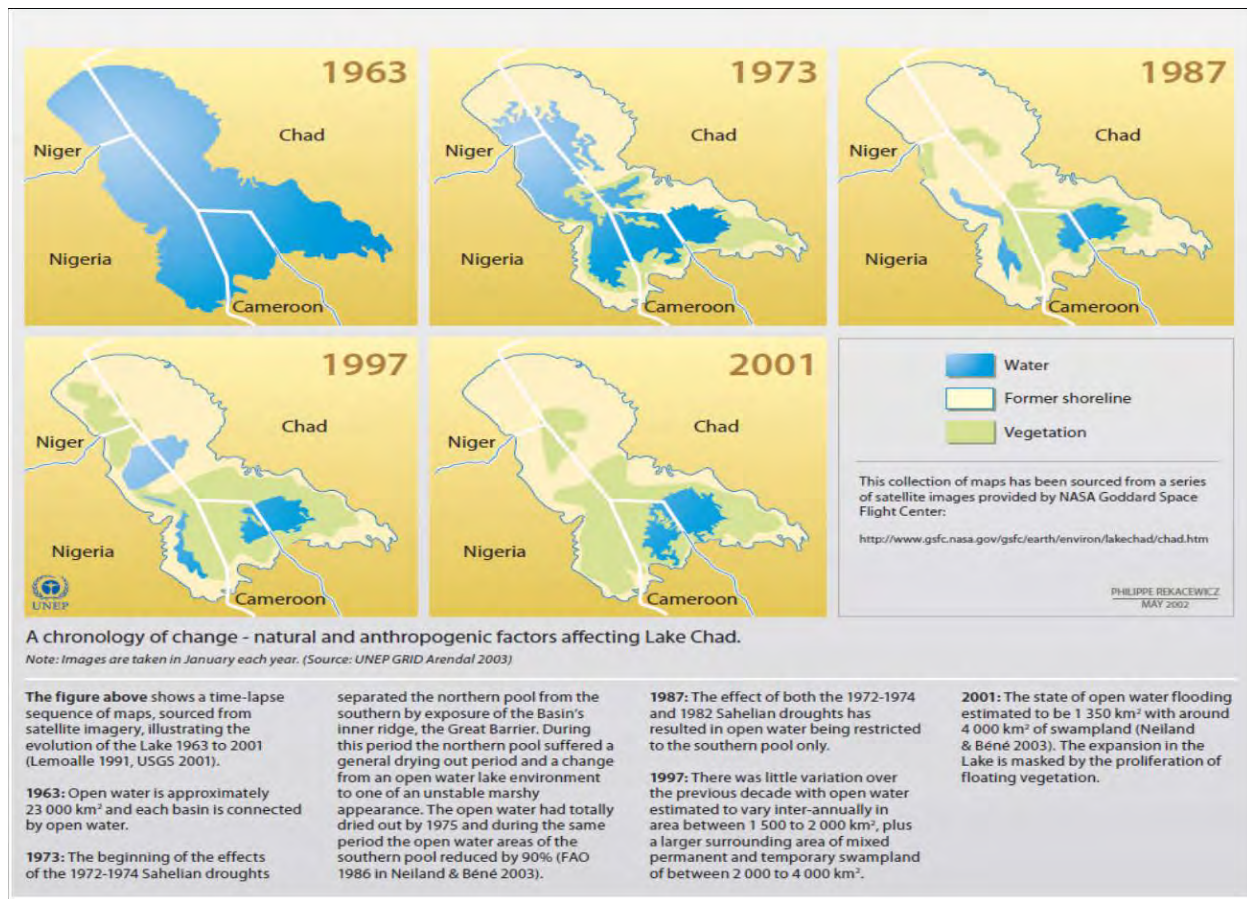 1963
Chad
Niger
Nigeria
Cameroon
1973
Chad
Niger
Nigeria
Cameroon
1987
Chad
Niger
Nigeria
Cameroon
1997
Chad
Niger
Nigeria
Cameroon
UNEP
2001
Chad
Niger
Nigeria
Cameroon
Water
Former shoreline
Vegetation
This collection of maps has been sourced from a series
of satellite images provided by NASA Goddard Space
Flight Center:
http://www.gsfc.nasa.gov/gsfc/earth/environ/lakechad/chad.htm
PHILIPPE REKACEWICZ
MAY 2002
A chronology of change - natural and anthropogenic factors affecting Lake Chad.
Note: Images are taken in January each year. (Source: UNEP GRID Arendal 2003)
The figure above shows a time-lapse
sequence of maps, sourced from
satellite imagery, illustrating the
evolution of the Lake 1963 to 2001
(Lemoalle 1991, USGS 2001).
1963: Open water is approximately
23 000 km² and each basin is connected
by open water.
1973: The beginning of the effects
of the 1972-1974 Sahelian droughts
separated the northern pool from the
southern by exposure of the Basin's
inner ridge, the Great Barrier. During
this period the northern pool suffered a
general drying out period and a change
from an open water lake environment
to one of an unstable marshy
appearance. The open water had totally
dried out by 1975 and during the same
period the open water areas of the
southern pool reduced by 90% (FAO
1986 in Neiland & Béné 2003).
1987: The effect of both the 1972-1974
and 1982 Sahelian droughts has
resulted in open water being restricted
to the southern pool only.
1997: There was little variation over
the previous decade with open water
estimated to vary inter-annually in
area between 1 500 to 2 000 km², plus
a larger surrounding area of mixed
permanent and temporary swampland
of between 2 000 to 4 000 km².
2001: The state of open water flooding
estimated to be 1 350 km² with around
4 000 km² of swampland (Neiland
& Béné 2003). The expansion in the
Lake is masked by the proliferation of
floating vegetation.